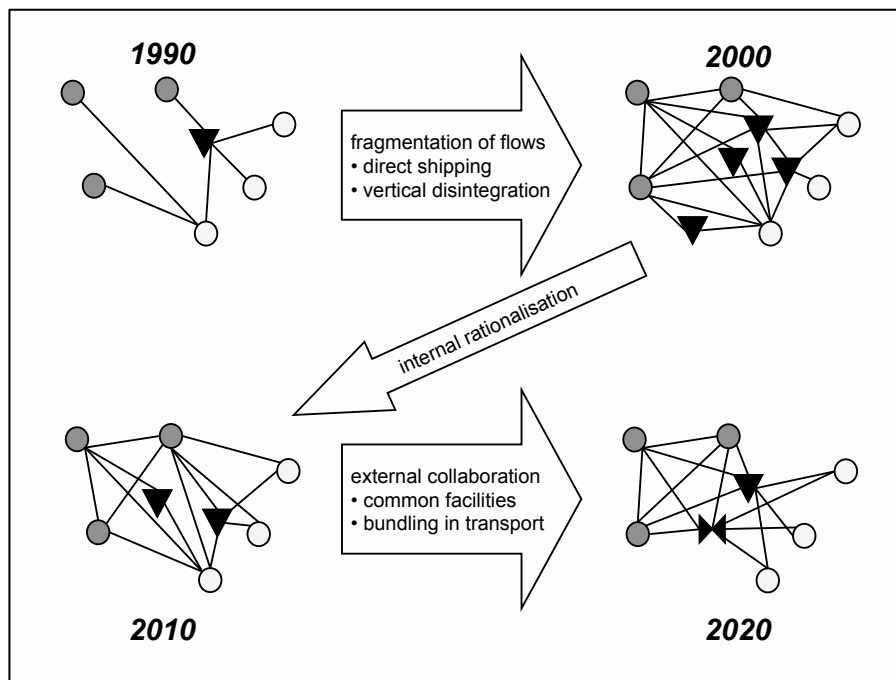 1990
2000
fragmentation of flows
• direct shipping
• vertical disintegration
internal rationalisation
external collaboration
• common facilities
• bundling in transport
2010
2020